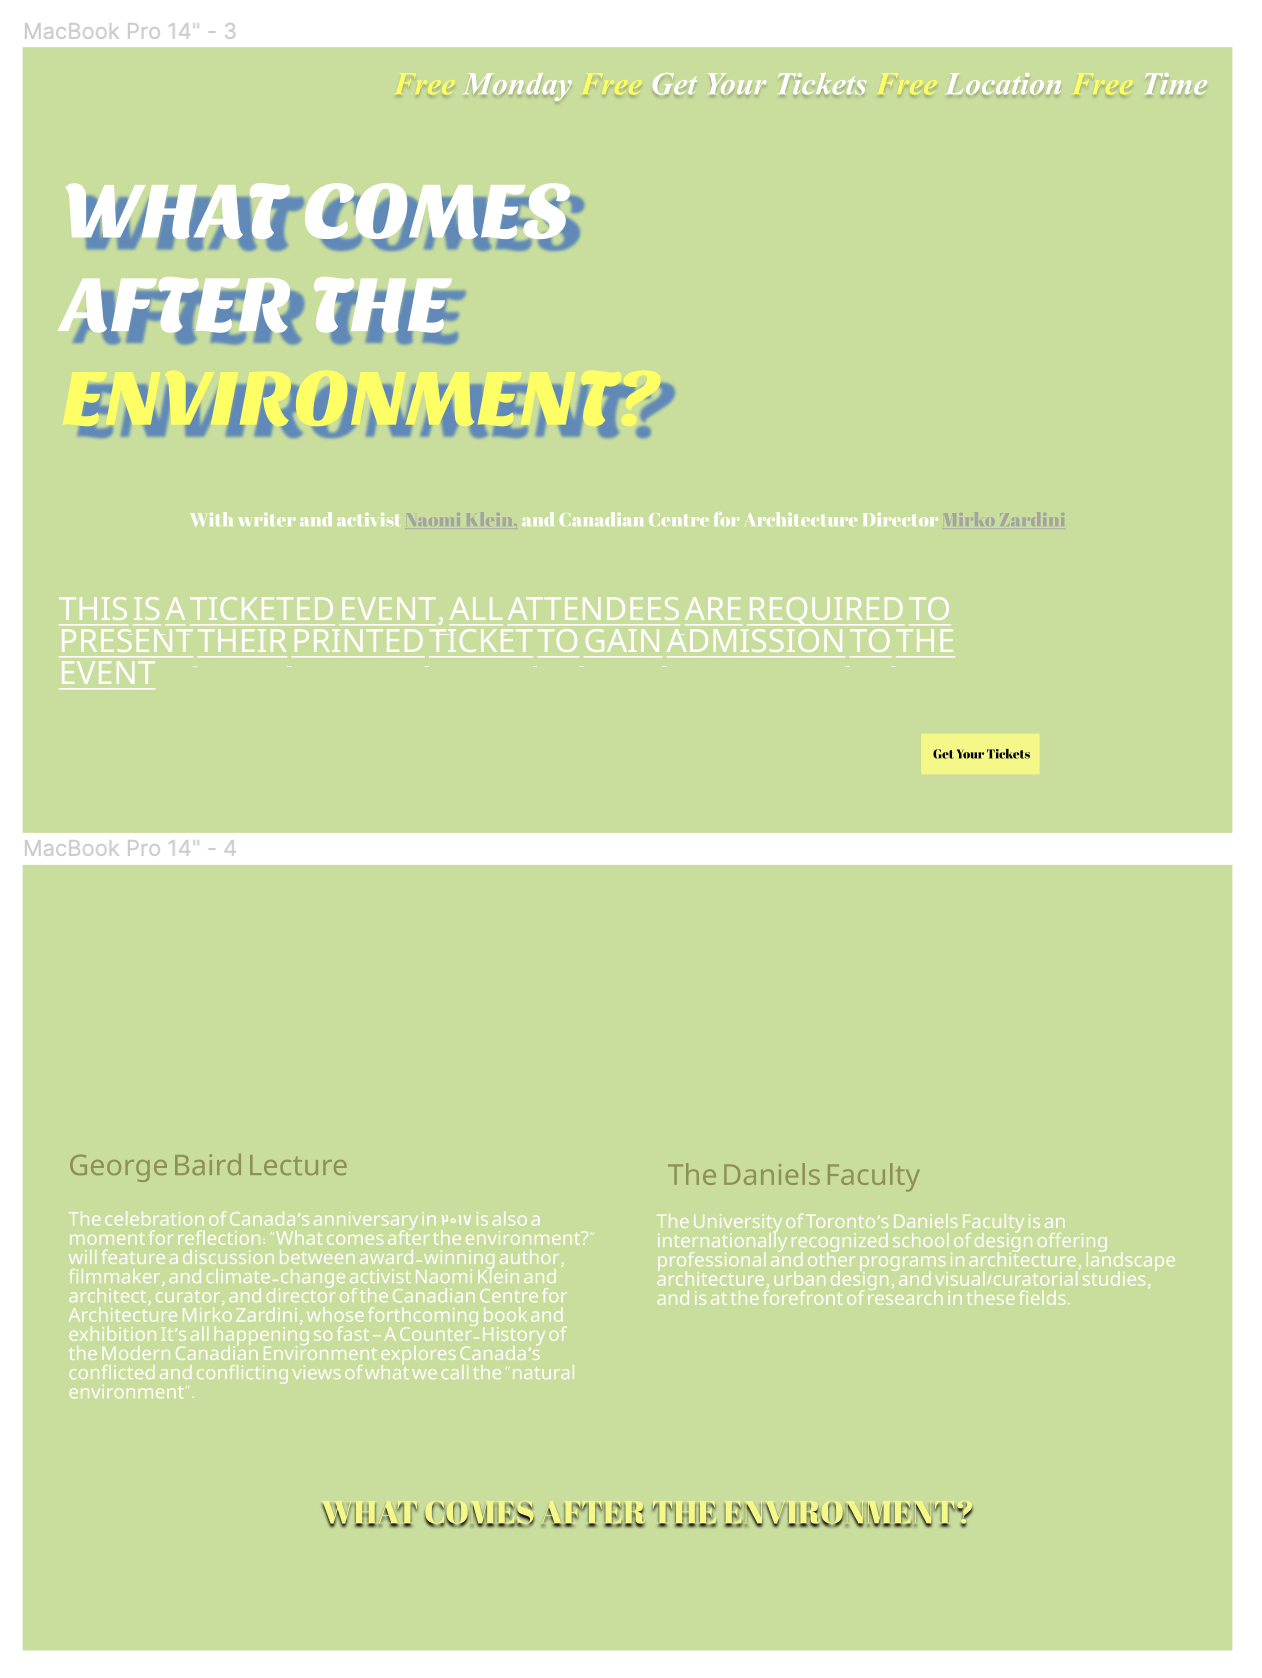 MacBook Pro 14" - 3
Free Monday Free Get Your Tickets Free Location Free Time
WHAT COMES
AFTER THE
ENVIRONMENT?
With writer and activist Naomi Klein, and Canadian Centre for Architecture Director Mirko Zardini
THIS IS A TICKETED EVENT, ALL ATTENDEES ARE REQUIRED TO
PRESENT THEIR PRINTED TICKET TO GAIN ADMISSION TO THE
EVENT
Get Your Tickets
MacBook Pro 14" - 4
George Baird Lecture
The celebration of Canada's anniversary in ۲۰۱۷ is also a
moment for reflection: "What comes after the environment?"
will feature a discussion between award-winning author,
filmmaker, and climate-change activist Naomi Klein and
architect, curator, and director of the Canadian Centre for
Architecture Mirko Zardini, whose forthcoming book and
exhibition It's all happening so fast – A Counter-History of
the Modern Canadian Environment explores Canada's
conflicted and conflicting views of what we call the "natural
environment".
The Daniels Faculty
The University of Toronto's Daniels Faculty is an
internationally recognized school of design offering
professional and other programs in architecture, landscape
architecture, urban design, and visual/curatorial studies,
and is at the forefront of research in these fields.
WHAT COMES AFTER THE ENVIRONMENT?